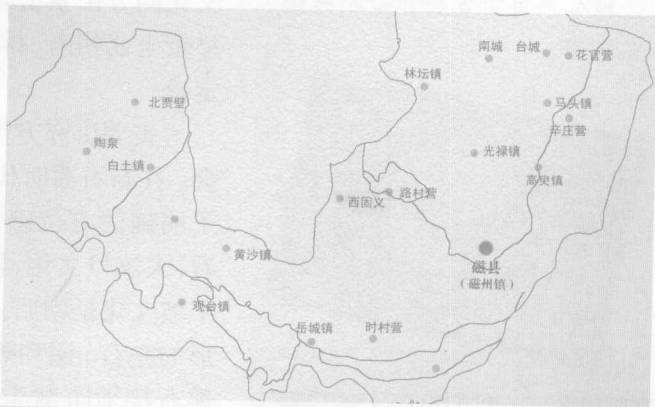 南城 台城
花官营
林坛镇
北贾壁
马头镇
辛庄营
陶泉
光禄镇
白土镇
高臾镇
路村营
西固义
黄沙镇
磁县
（磁州镇）
观台镇
岳城镇
时村营